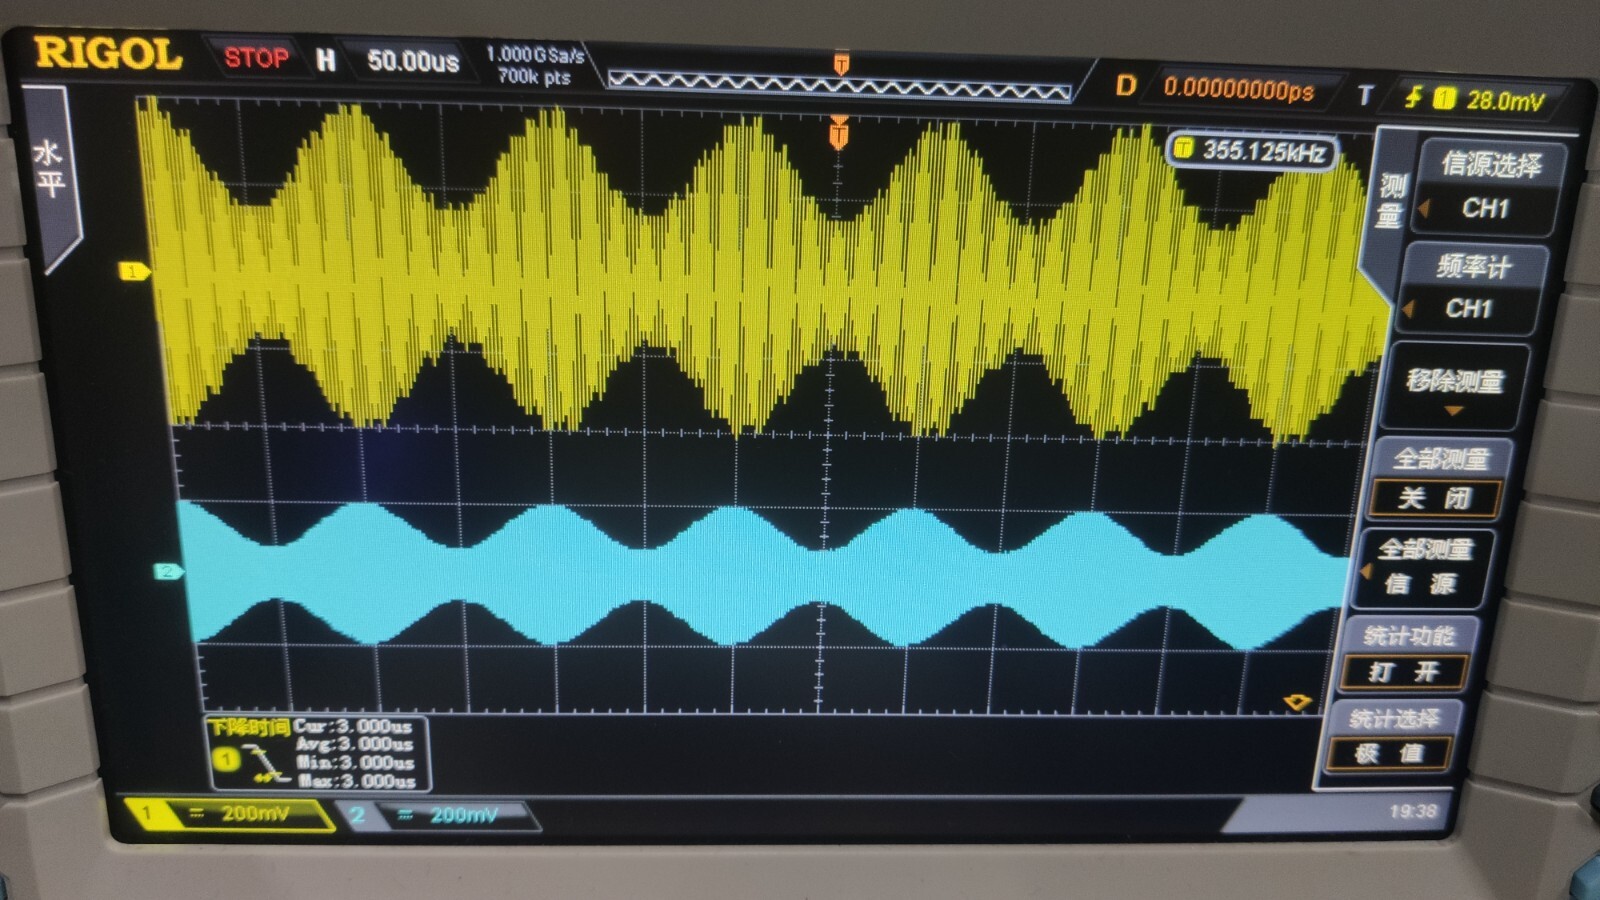 RIGOL STOP H 50.00us 1.000GSa/s 700k pts T D 0.00000000ps T 1 28.0mV
水平
T
T 355.125kHz
测量
信源选择
CH1
频率计
CH1
移除测量
全部测量
关闭
全部测量
信源
统计功能
打开
统计选择
极值
1
2
下降时间 Cur:3.000us
Avg:3.000us
1
Min:3.000us
Max:3.000us
1 200mV 2 200mV 19:38